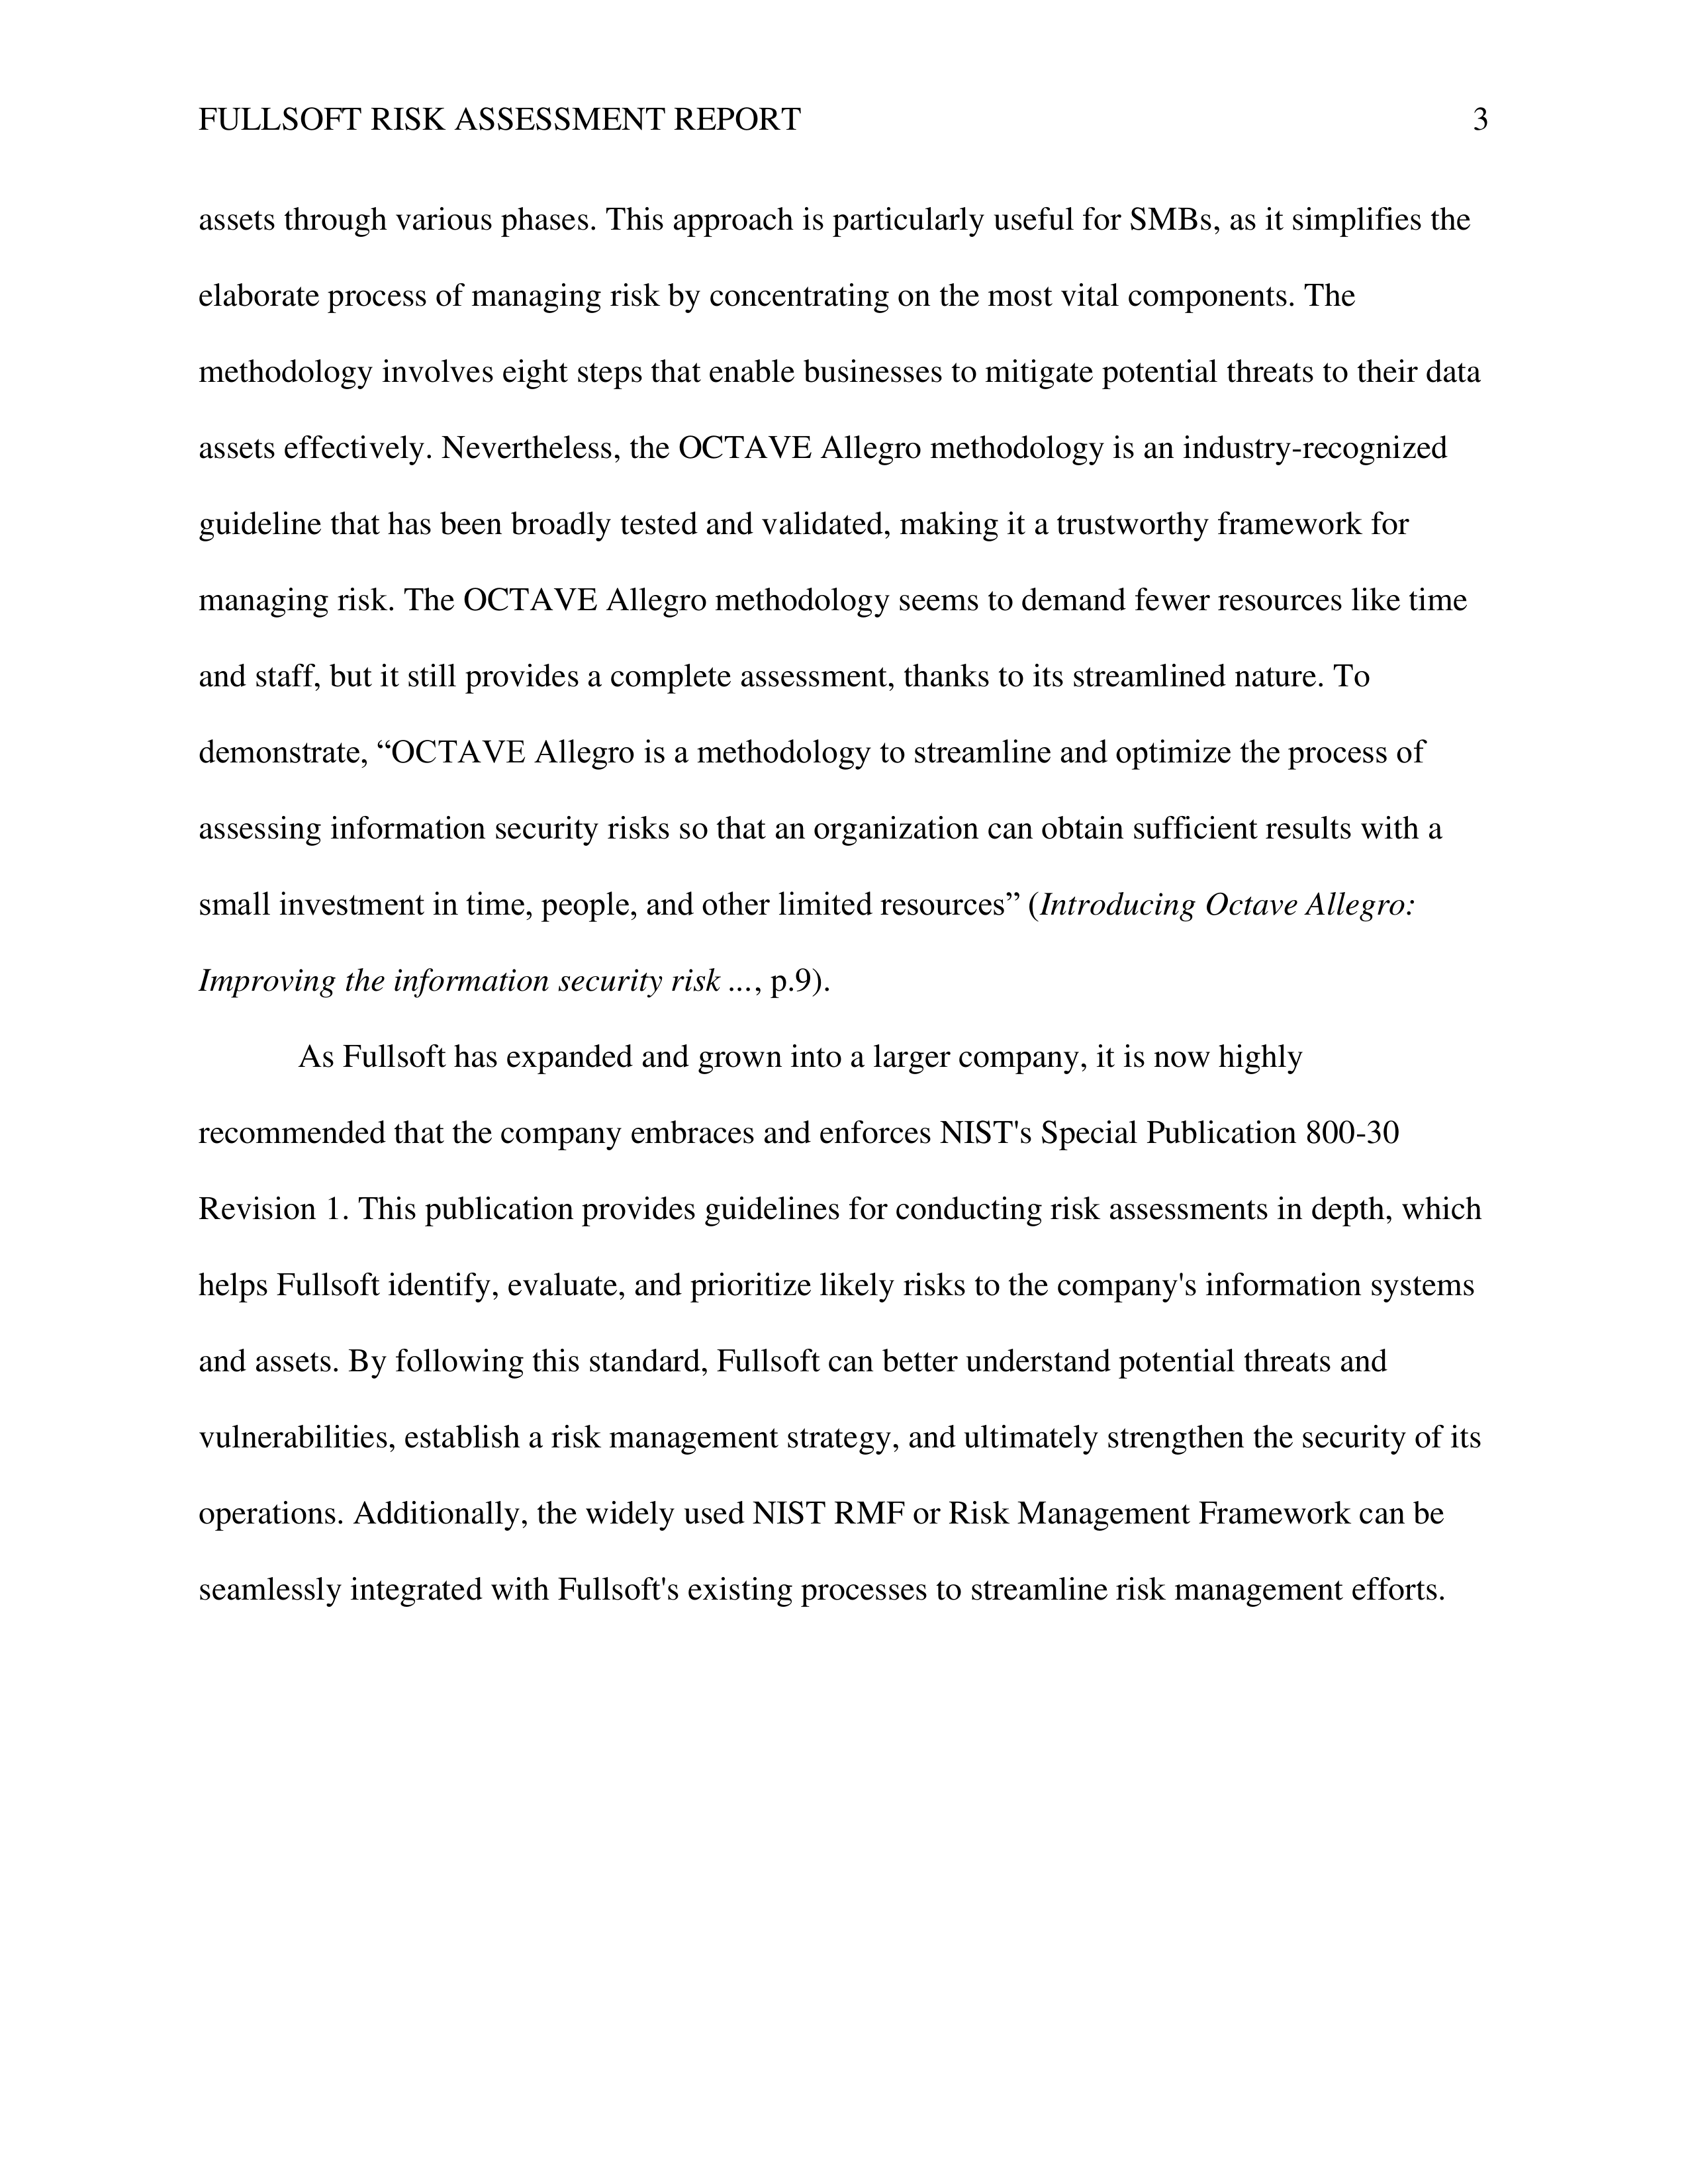 FULLSOFT RISK ASSESSMENT REPORT 3
assets through various phases. This approach is particularly useful for SMBs, as it simplifies the
elaborate process of managing risk by concentrating on the most vital components. The
methodology involves eight steps that enable businesses to mitigate potential threats to their data
assets effectively. Nevertheless, the OCTAVE Allegro methodology is an industry-recognized
guideline that has been broadly tested and validated, making it a trustworthy framework for
managing risk. The OCTAVE Allegro methodology seems to demand fewer resources like time
and staff, but it still provides a complete assessment, thanks to its streamlined nature. To
demonstrate, “OCTAVE Allegro is a methodology to streamline and optimize the process of
assessing information security risks so that an organization can obtain sufficient results with a
small investment in time, people, and other limited resources” (Introducing Octave Allegro:
Improving the information security risk ..., p.9).
As Fullsoft has expanded and grown into a larger company, it is now highly
recommended that the company embraces and enforces NIST's Special Publication 800-30
Revision 1. This publication provides guidelines for conducting risk assessments in depth, which
helps Fullsoft identify, evaluate, and prioritize likely risks to the company's information systems
and assets. By following this standard, Fullsoft can better understand potential threats and
vulnerabilities, establish a risk management strategy, and ultimately strengthen the security of its
operations. Additionally, the widely used NIST RMF or Risk Management Framework can be
seamlessly integrated with Fullsoft's existing processes to streamline risk management efforts.